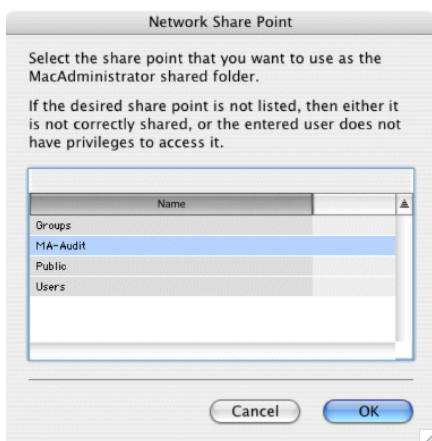 Network Share Point
Select the share point that you want to use as the
MacAdministrator shared folder.
If the desired share point is not listed, then either it
is not correctly shared, or the entered user does not
have privileges to access it.
Name
Groups
MA-Audit
Public
Users
Cancel
OK